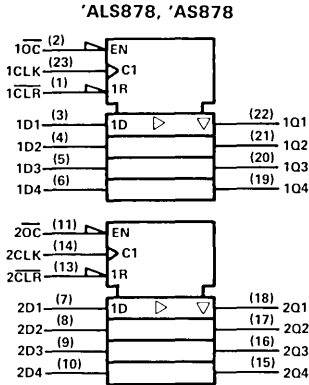 'ALS878, 'AS878
1OC (2) EN
1CLK (23) C1
1CLR (1) 1R
1D1 (3) 1D ▷ ▽ (22) 1Q1
1D2 (4) (21) 1Q2
1D3 (5) (20) 1Q3
1D4 (6) (19) 1Q4
2OC (11) EN
2CLK (14) C1
2CLR (13) 1R
2D1 (7) 1D ▷ ▽ (18) 2Q1
2D2 (8) (17) 2Q2
2D3 (9) (16) 2Q3
2D4 (10) (15) 2Q4